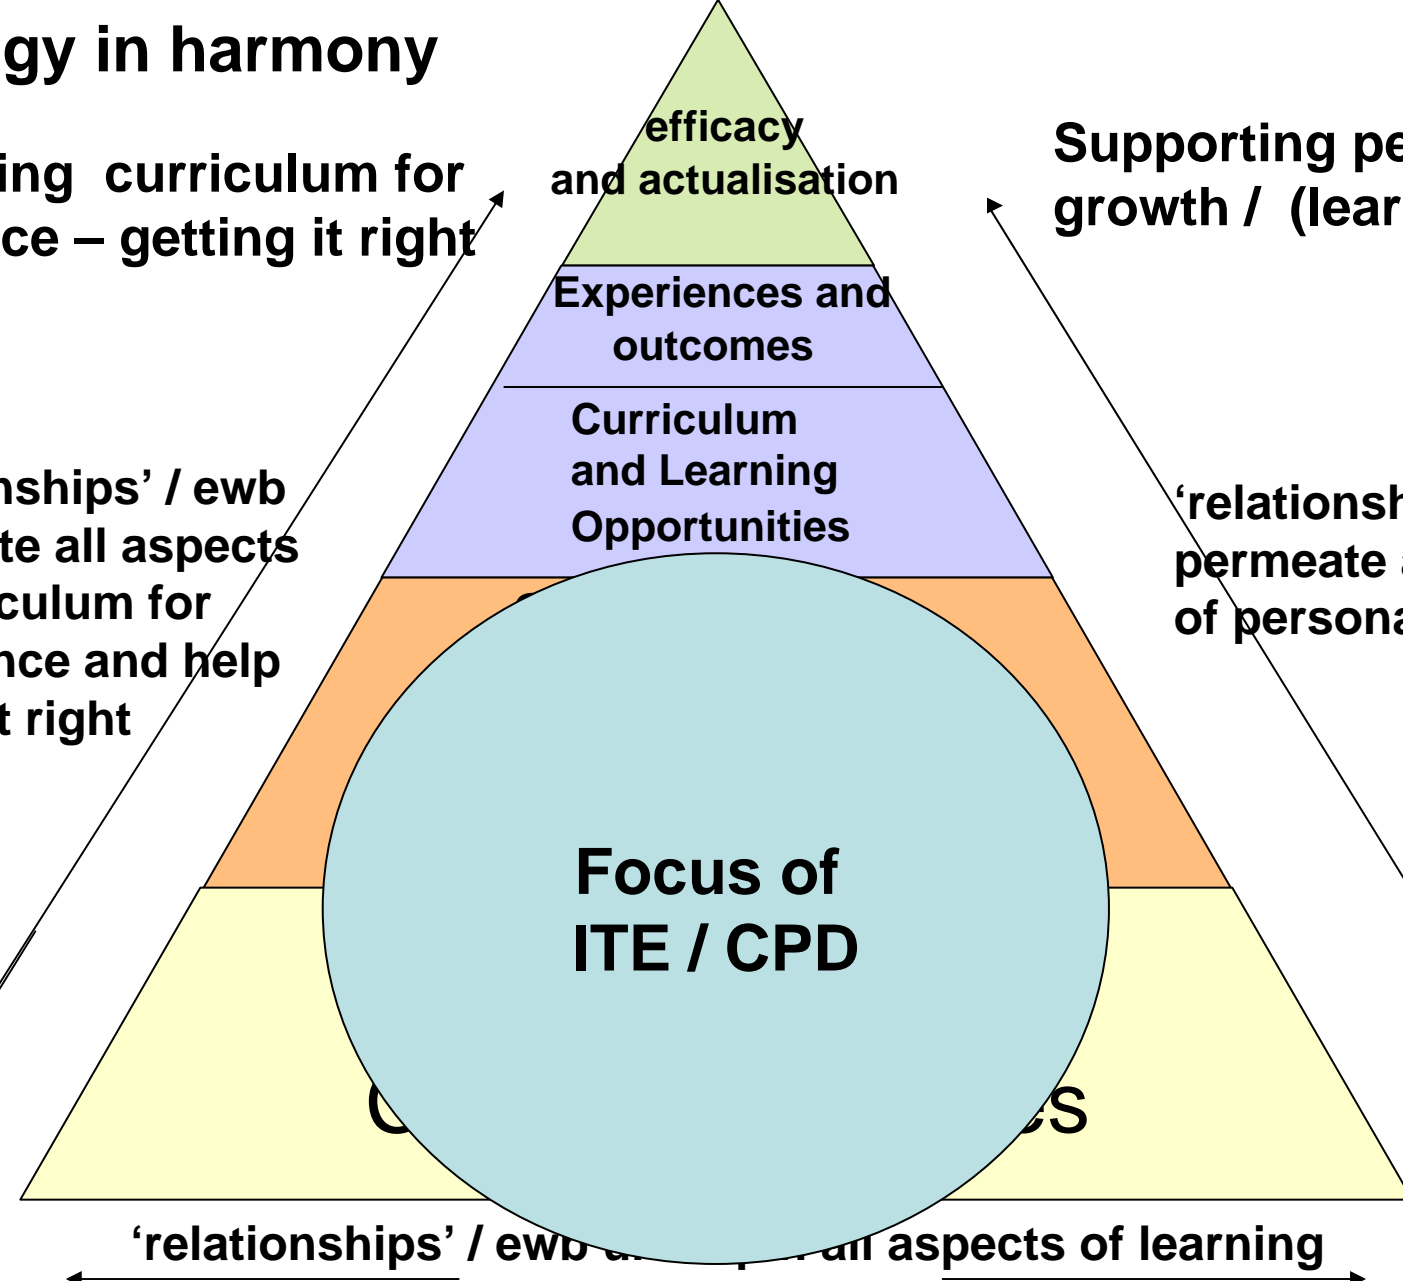 gy in harmony
ing curriculum for
ce – getting it right
efficacy
and actualisation
Supporting pe
growth / (lear
Experiences and
outcomes
Curriculum
and Learning
Opportunities
nships’ / ewb
te all aspects
culum for
nce and help
t right
‘relationsh
permeate a
of persona
Focus of
ITE / CPD
es
‘relationships’ / ewb all aspects of learning